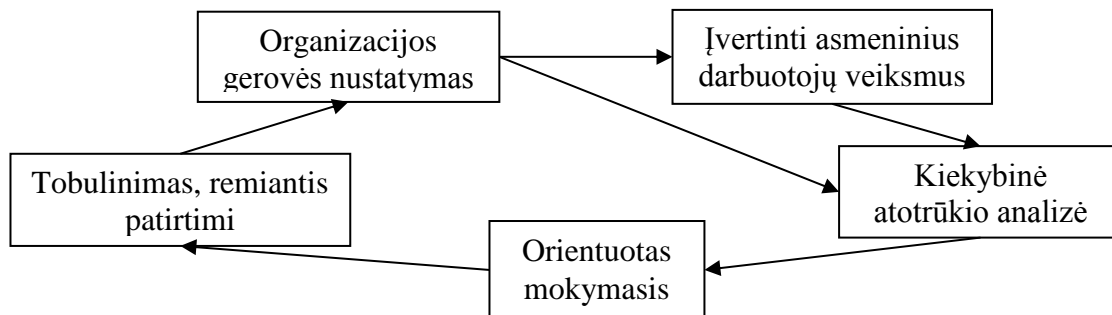 Organizacijos
gerovės nustatymas
Įvertinti asmeninius
darbuotojų veiksmus
Tobulinimas, remiantis
patirtimi
Kiekybinė
atotrūkio analizė
Orientuotas
mokymasis